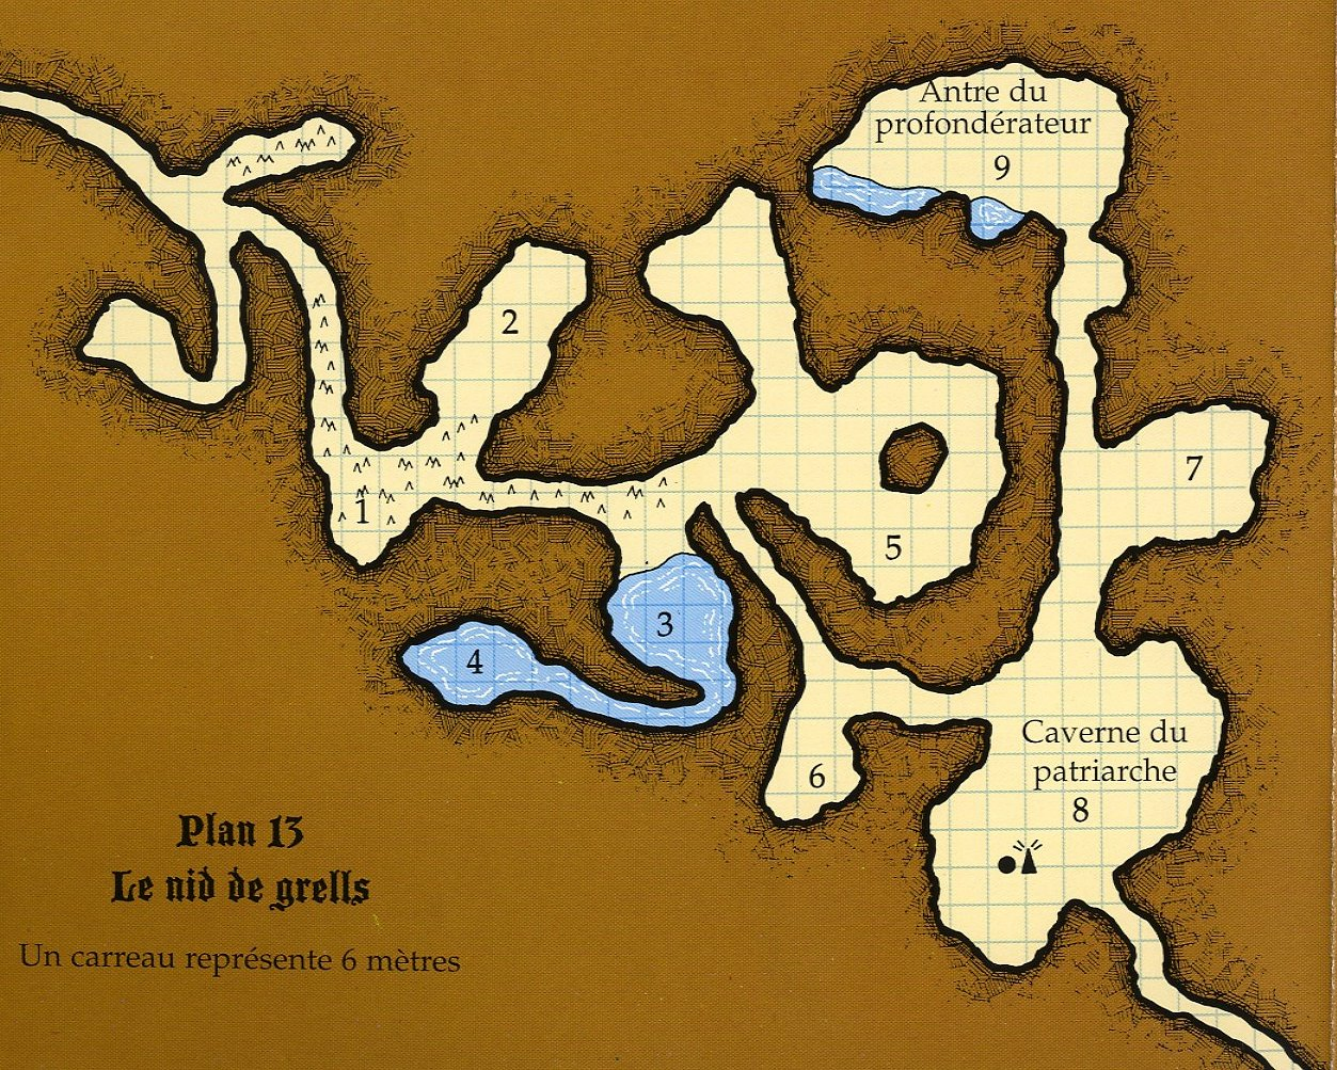 Antre du
profondérateur
9
2
7
1
5
3
4
Caverne du
patriarche
6
8
Plan 13
Le nid de grells
Un carreau représente 6 mètres